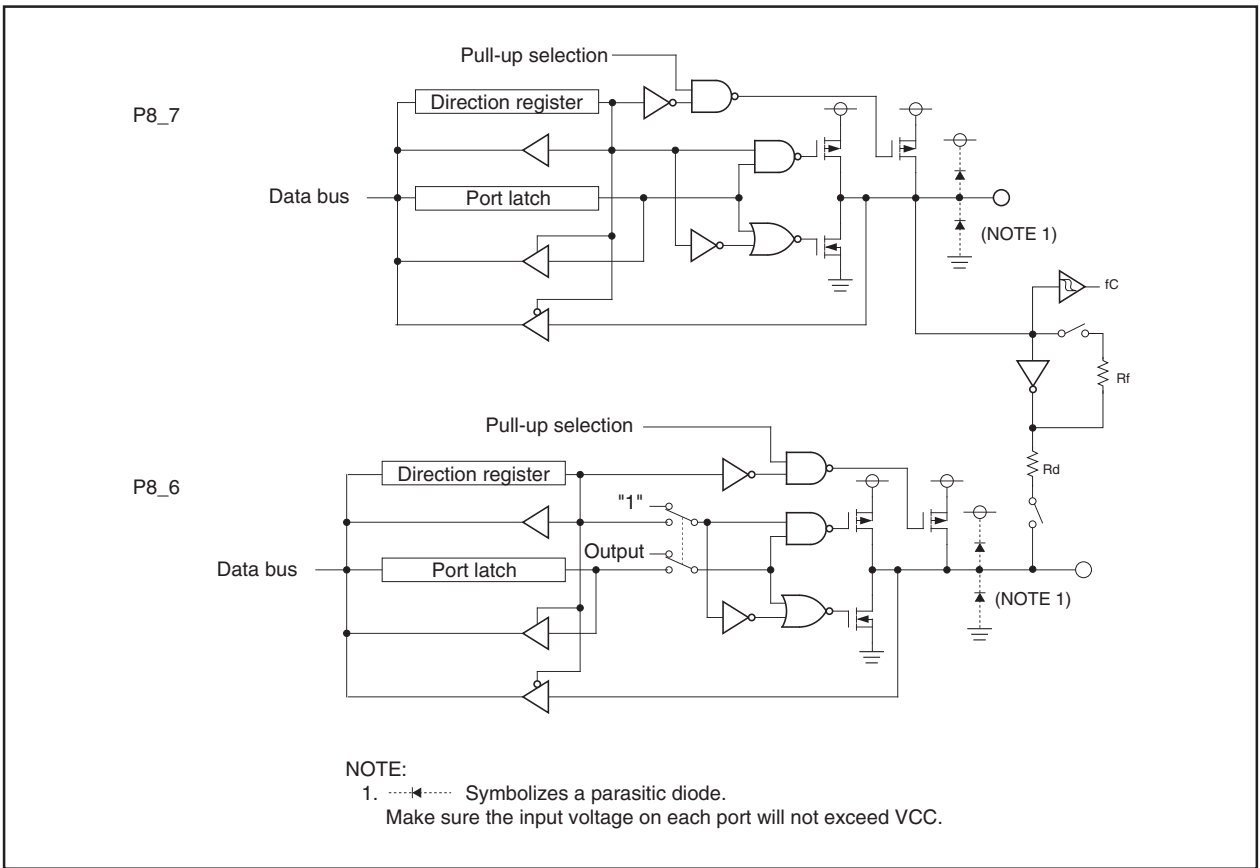 Pull-up selection
P8_7
Direction register
Data bus
Port latch
(NOTE 1)
fC
Rf
Rd
Pull-up selection
P8_6
Direction register
"1"
Output
Data bus
Port latch
(NOTE 1)
NOTE:
1. Symbolizes a parasitic diode.
Make sure the input voltage on each port will not exceed VCC.